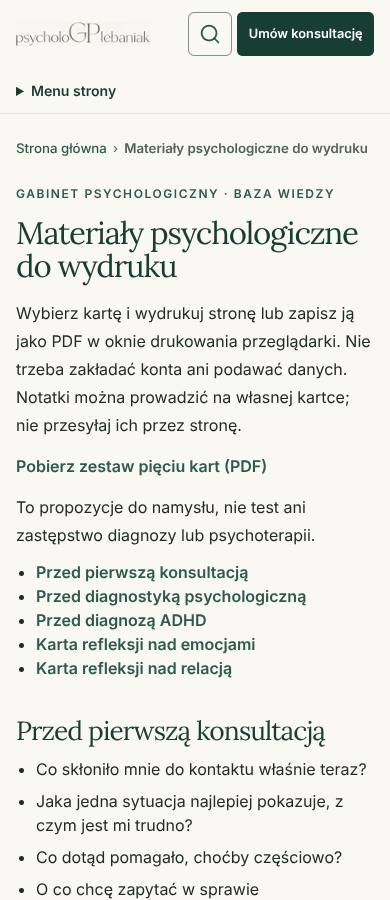 psycholoGPlebaniak
Umów konsultację
Menu strony
Strona główna › Materiały psychologiczne do wydruku
GABINET PSYCHOLOGICZNY · BAZA WIEDZY
Materiały psychologiczne
do wydruku
Wybierz kartę i wydrukuj stronę lub zapisz ją
jako PDF w oknie drukowania przeglądarki. Nie
trzeba zakładać konta ani podawać danych.
Notatki można prowadzić na własnej kartce;
nie przesyłaj ich przez stronę.
Pobierz zestaw pięciu kart (PDF)
To propozycje do namysłu, nie test ani
zastępstwo diagnozy lub psychoterapii.
• Przed pierwszą konsultacją
• Przed diagnostyką psychologiczną
• Przed diagnozą ADHD
• Karta refleksji nad emocjami
• Karta refleksji nad relacją
Przed pierwszą konsultacją
• Co skłoniło mnie do kontaktu właśnie teraz?
• Jaka jedna sytuacja najlepiej pokazuje, z
czym jest mi trudno?
• Co dotąd pomagało, choćby częściowo?
• O co chcę zapytać w sprawie